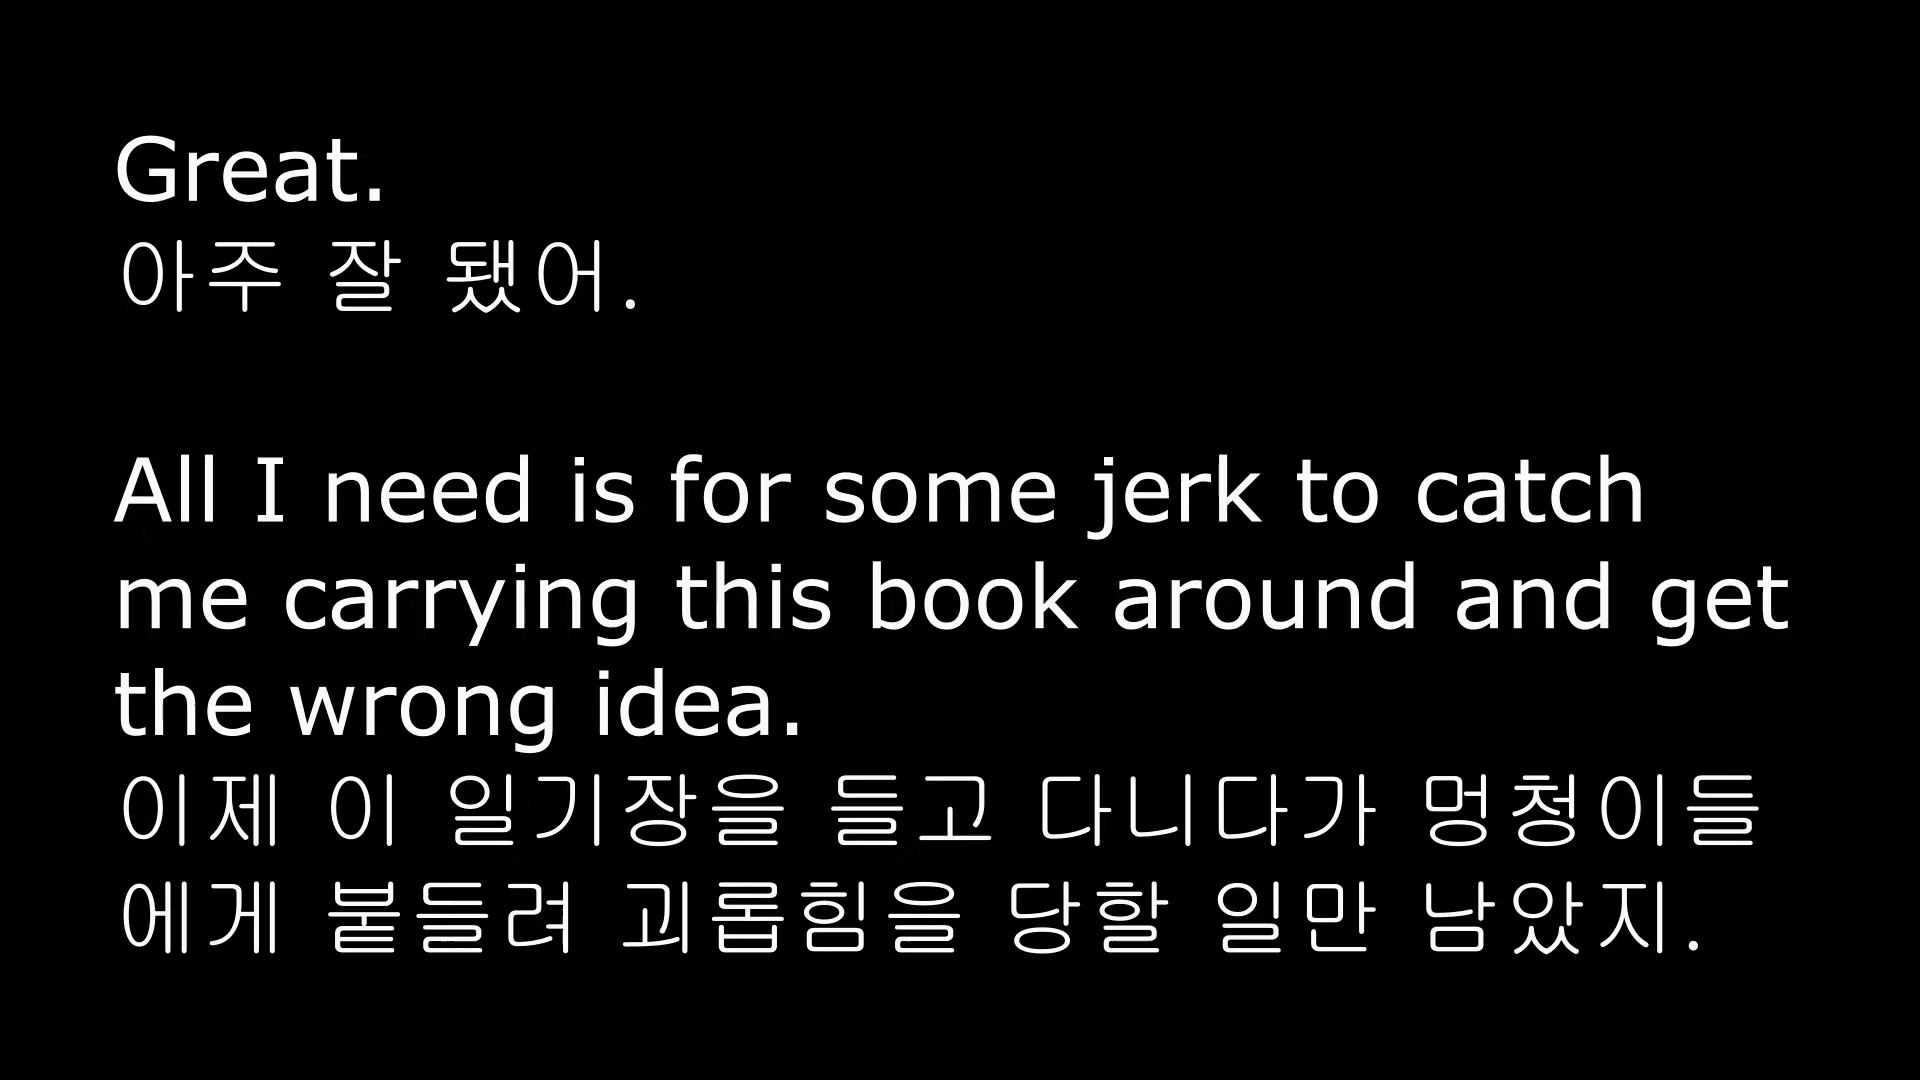 Great.
아주 잘 됐어.
All I need is for some jerk to catch
me carrying this book around and get
the wrong idea.
이제 이 일기장을 들고 다니다가 멍청이들
에게 붙들려 괴롭힘을 당할 일만 남았지.